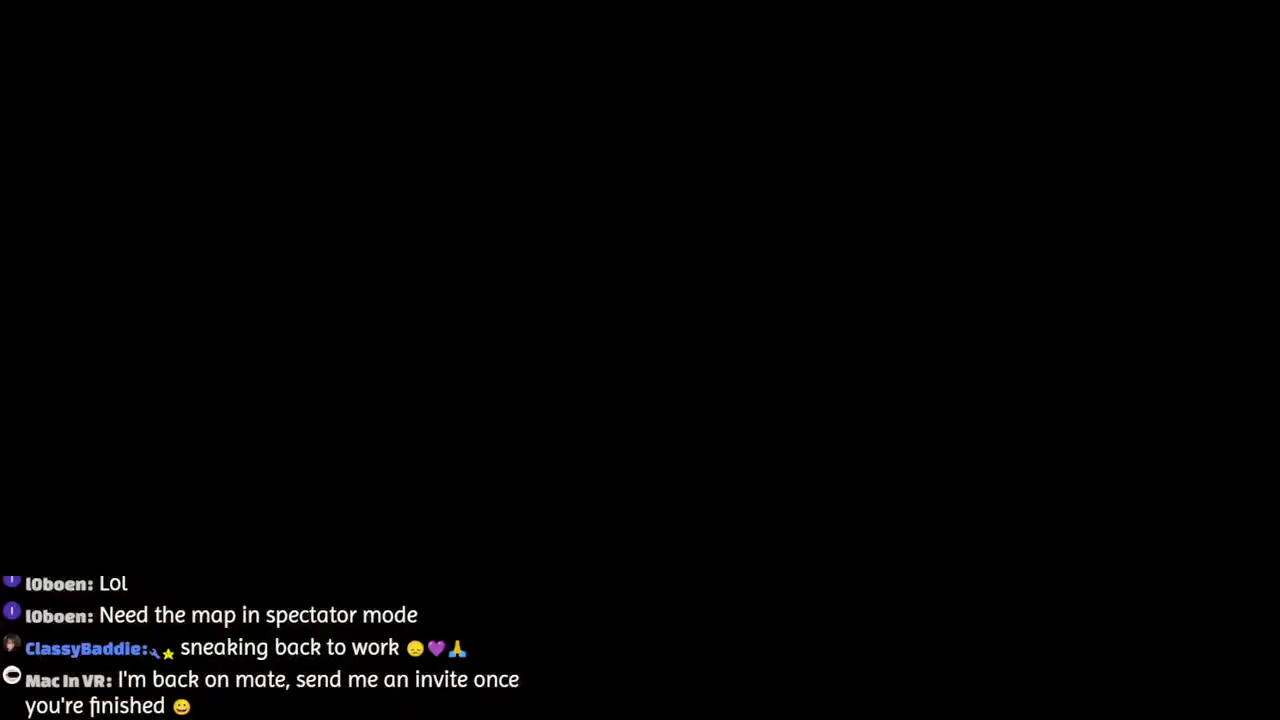 l0boen: Lol
l0boen: Need the map in spectator mode
ClassyBaddie: sneaking back to work 😞💜🙏
Mac In VR: I'm back on mate, send me an invite once
you're finished 😀